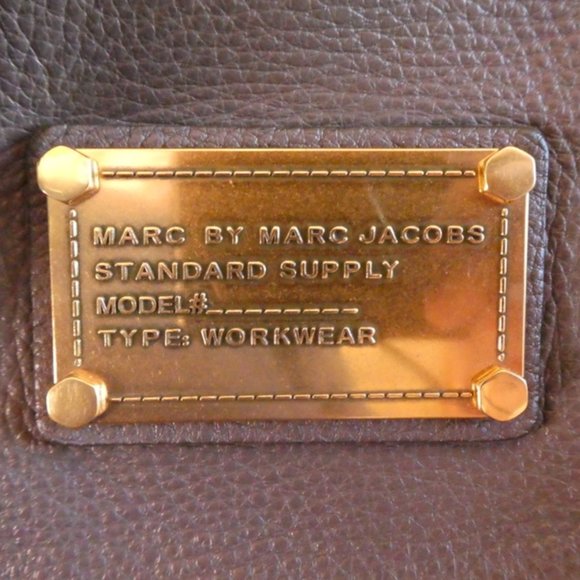 MARC BY MARC JACOBS
STANDARD SUPPLY
MODEL#_________
TYPE: WORKWEAR